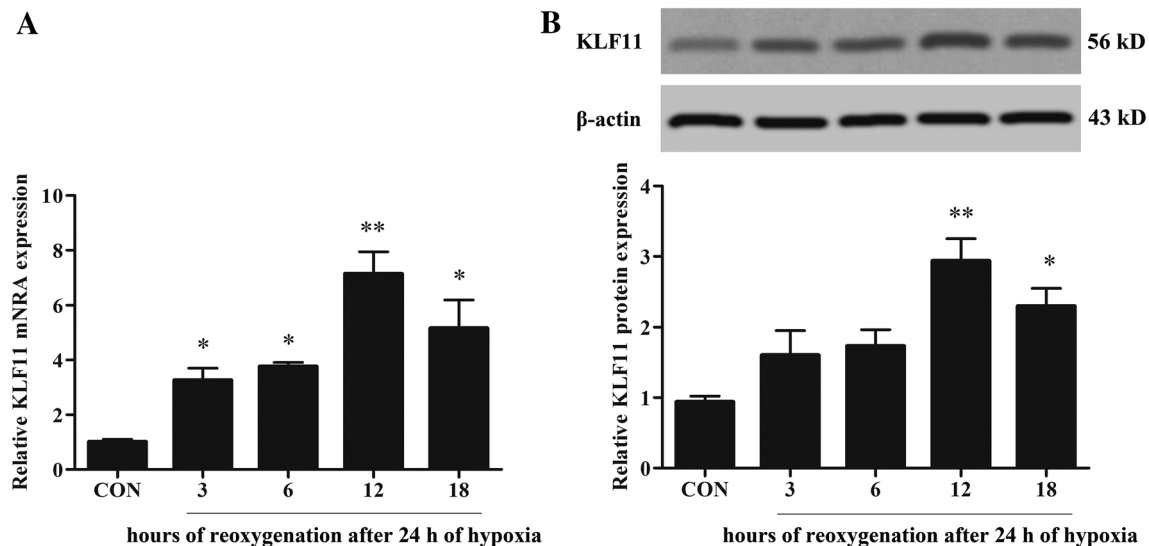 A
Relative KLF11 mNRA expression
10
8
6
4
2
0
*
*
**
*
CON 3 6 12 18
hours of reoxygenation after 24 h of hypoxia
B
KLF11 56 kD
β-actin 43 kD
Relative KLF11 protein expression
4
3
2
1
0
**
*
CON 3 6 12 18
hours of reoxygenation after 24 h of hypoxia